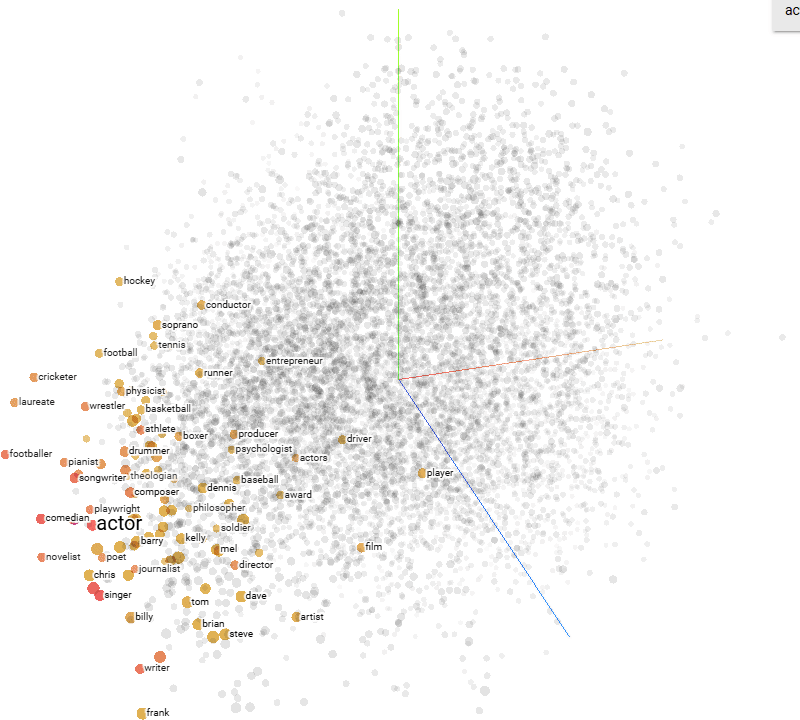 ac
hockey
conductor
soprano
tennis
football
entrepreneur
runner
cricketer
physicist
laureate
wrestler
basketball
athlete
boxer
producer
driver
footballer
drummer
psychologist
actors
pianist
player
songwriter
theologian
baseball
dennis
composer
award
playwright
philosopher
comedian
actor
soldier
barry
kelly
mel
film
novelist
poet
director
chris
journalist
singer
tom
dave
billy
artist
brian
steve
writer
frank